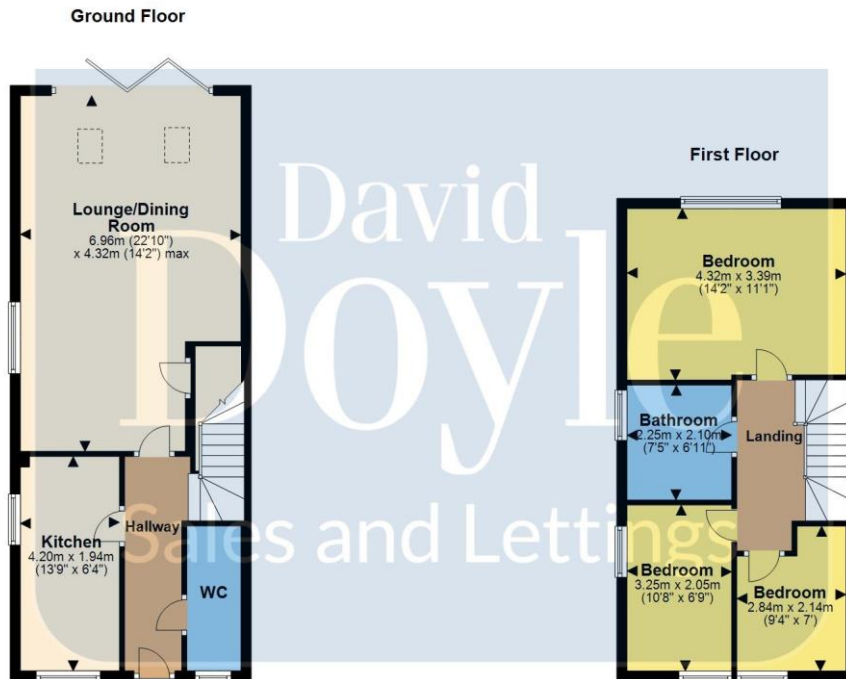 Ground Floor
Lounge/Dining
Room
6.96m (22'10")
x 4.32m (14'2") max
Kitchen
4.20m x 1.94m
(13'9" x 6'4")
Hallway
WC
First Floor
Bedroom
4.32m x 3.39m
(14'2" x 11'1")
Bathroom
2.25m x 2.10m
(7'5" x 6'11")
Landing
Bedroom
3.25m x 2.05m
(10'8" x 6'9")
Bedroom
2.84m x 2.14m
(9'4" x 7')
David
Doyle
Sales and Lettings